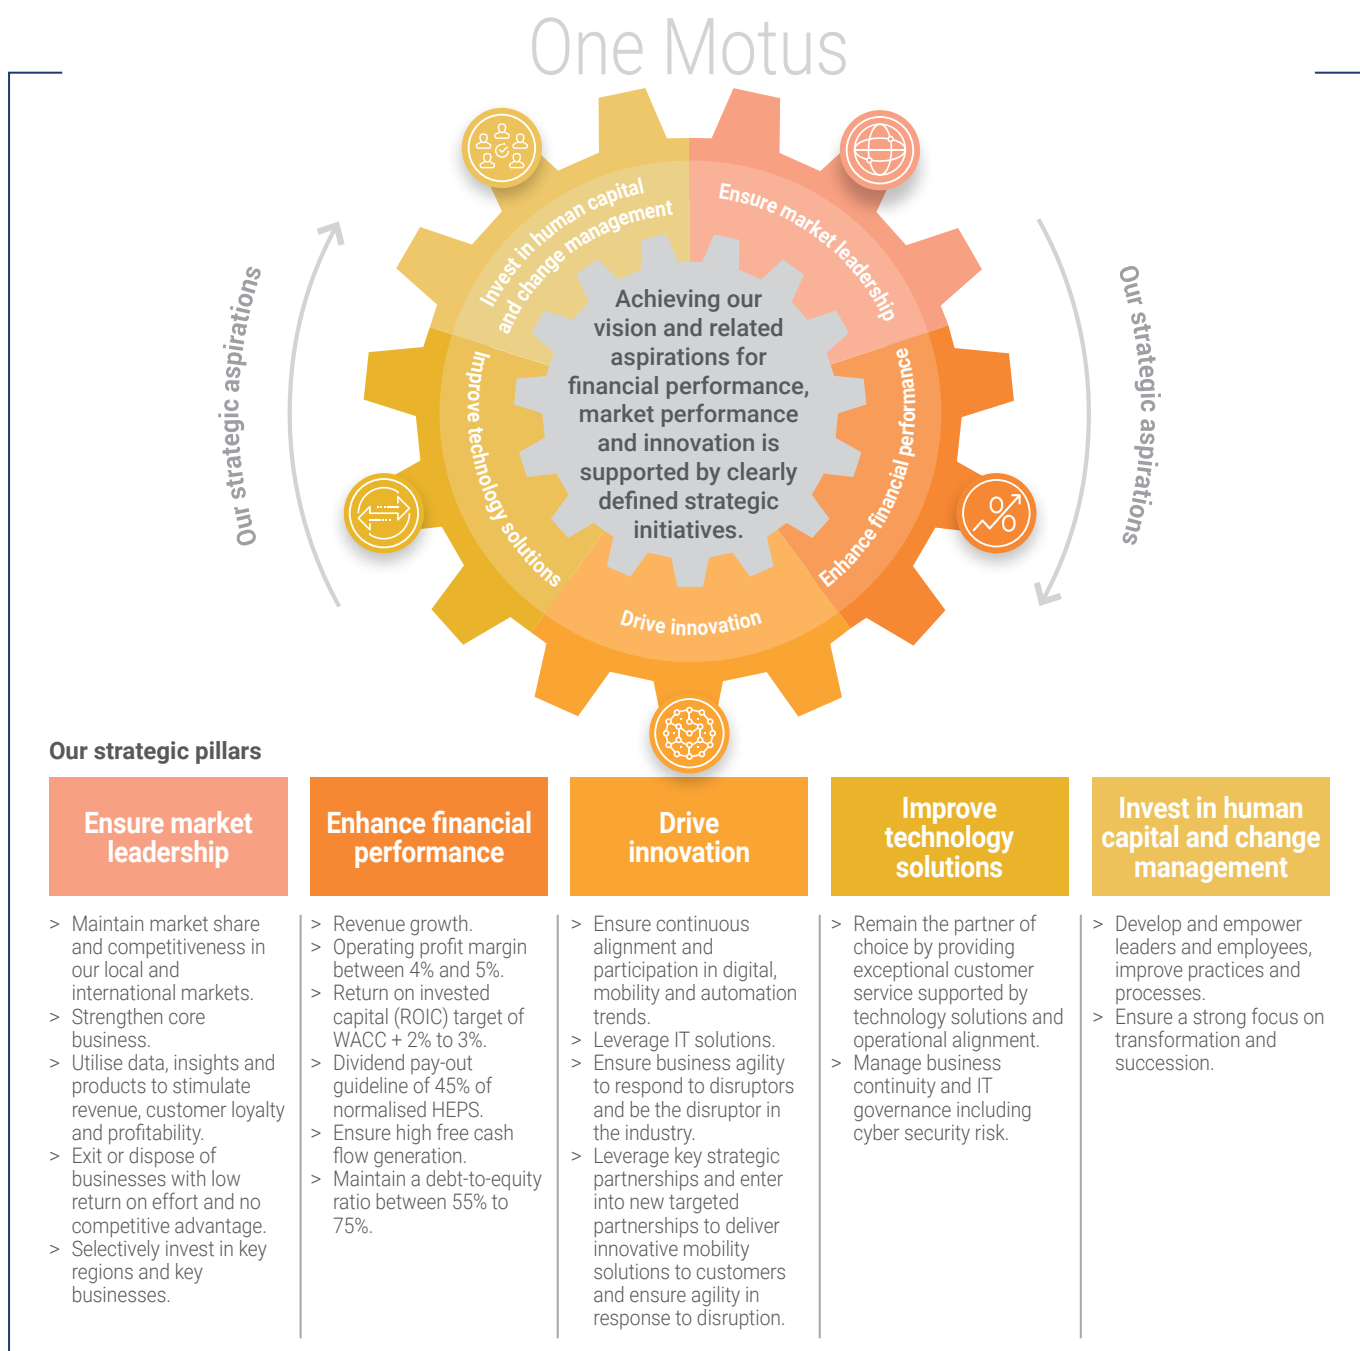 One Motus
Our strategic aspirations
Invest in human capital
and change management
Ensure market leadership
Improve technology solutions
Enhance financial performance
Drive innovation
Achieving our
vision and related
aspirations for
financial performance,
market performance
and innovation is
supported by clearly
defined strategic
initiatives.
Our strategic aspirations
Our strategic pillars
Ensure market
leadership
> Maintain market share
and competitiveness in
our local and
international markets.
> Strengthen core
business.
> Utilise data, insights and
products to stimulate
revenue, customer loyalty
and profitability.
> Exit or dispose of
businesses with low
return on effort and no
competitive advantage.
> Selectively invest in key
regions and key
businesses.
Enhance financial
performance
> Revenue growth.
> Operating profit margin
between 4% and 5%.
> Return on invested
capital (ROIC) target of
WACC + 2% to 3%.
> Dividend pay-out
guideline of 45% of
normalised HEPS.
> Ensure high free cash
flow generation.
> Maintain a debt-to-equity
ratio between 55% to
75%.
Drive
innovation
> Ensure continuous
alignment and
participation in digital,
mobility and automation
trends.
> Leverage IT solutions.
> Ensure business agility
to respond to disruptors
and be the disruptor in
the industry.
> Leverage key strategic
partnerships and enter
into new targeted
partnerships to deliver
innovative mobility
solutions to customers
and ensure agility in
response to disruption.
Improve
technology
solutions
> Remain the partner of
choice by providing
exceptional customer
service supported by
technology solutions and
operational alignment.
> Manage business
continuity and IT
governance including
cyber security risk.
Invest in human
capital and change
management
> Develop and empower
leaders and employees,
improve practices and
processes.
> Ensure a strong focus on
transformation and
succession.